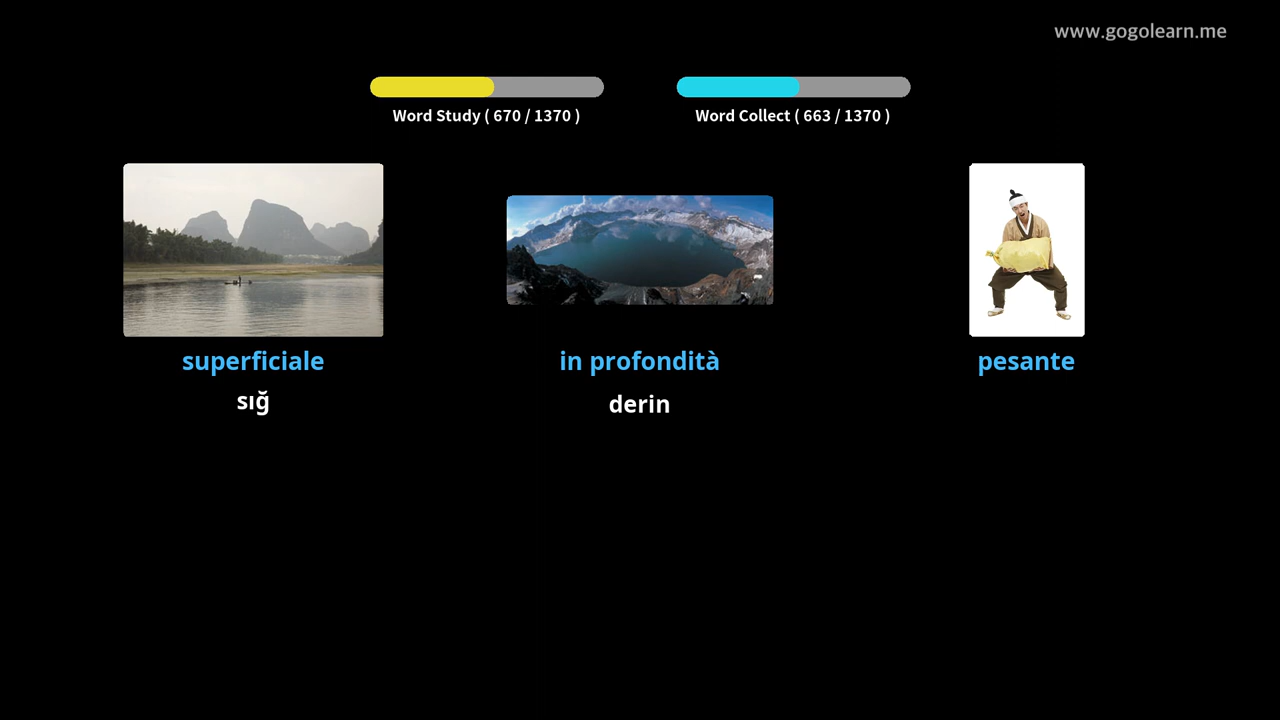 www.gogolearn.me
Word Study ( 670 / 1370 )
Word Collect ( 663 / 1370 )
superficiale
in profondità
pesante
sığ
derin